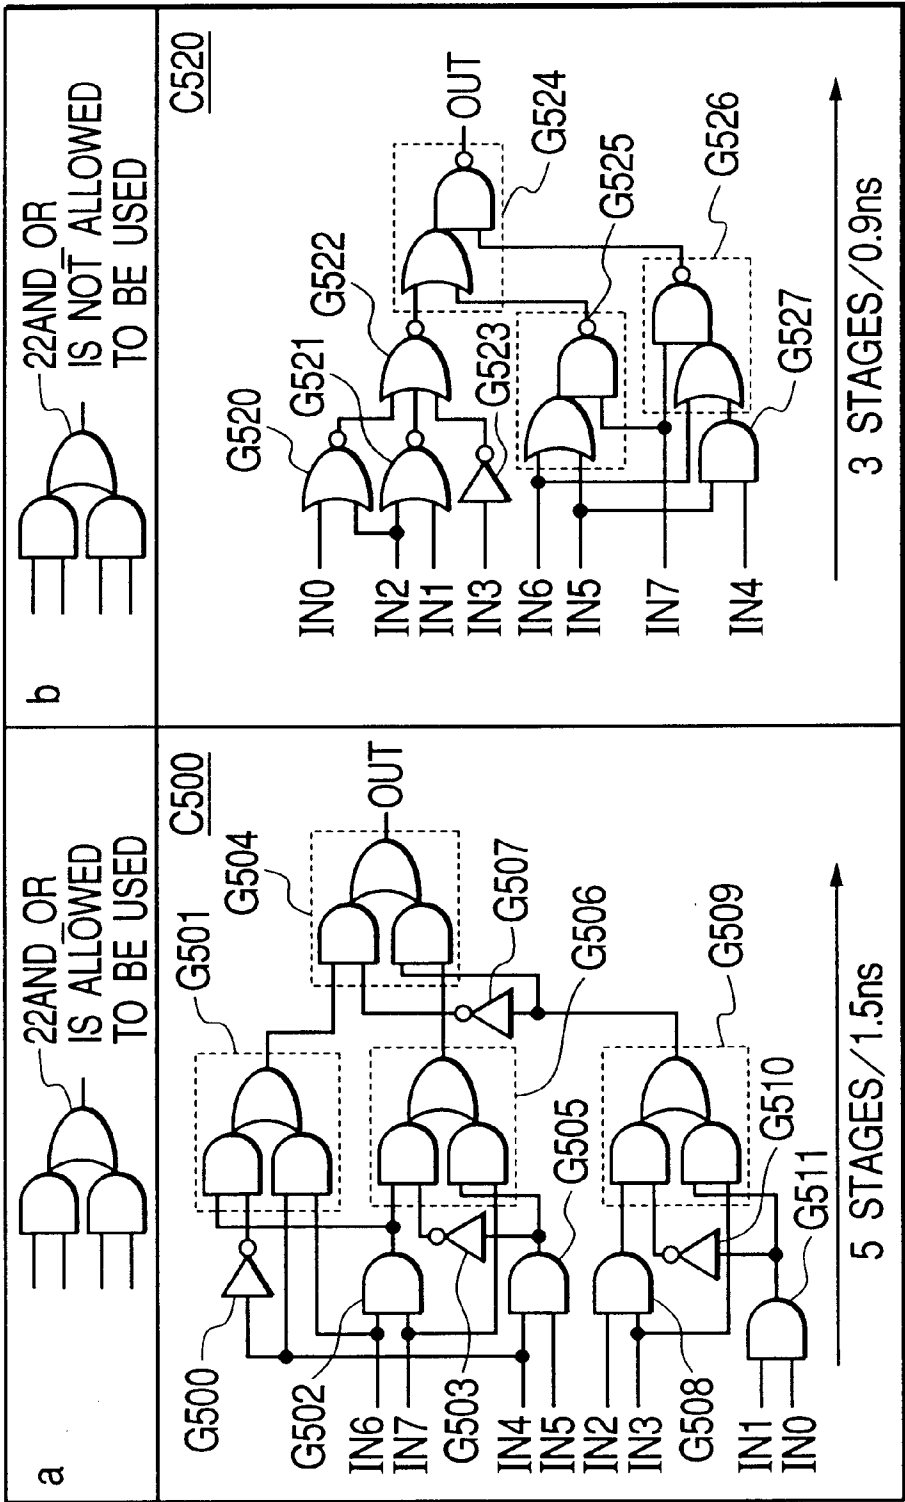 a
22AND_OR
IS ALLOWED
TO BE USED
C500
G501
G504
OUT
G507
G506
G509
G510
G511
G505
G500
G502
IN6
IN7
G503
IN4
IN5
IN2
IN3
G508
IN1
IN0
5 STAGES/1.5ns
b
22AND_OR
IS NOT ALLOWED
TO BE USED
C520
OUT
G524
G522
G525
G526
G521
G520
G523
G527
IN0
IN2
IN1
IN3
IN6
IN5
IN7
IN4
3 STAGES/0.9ns